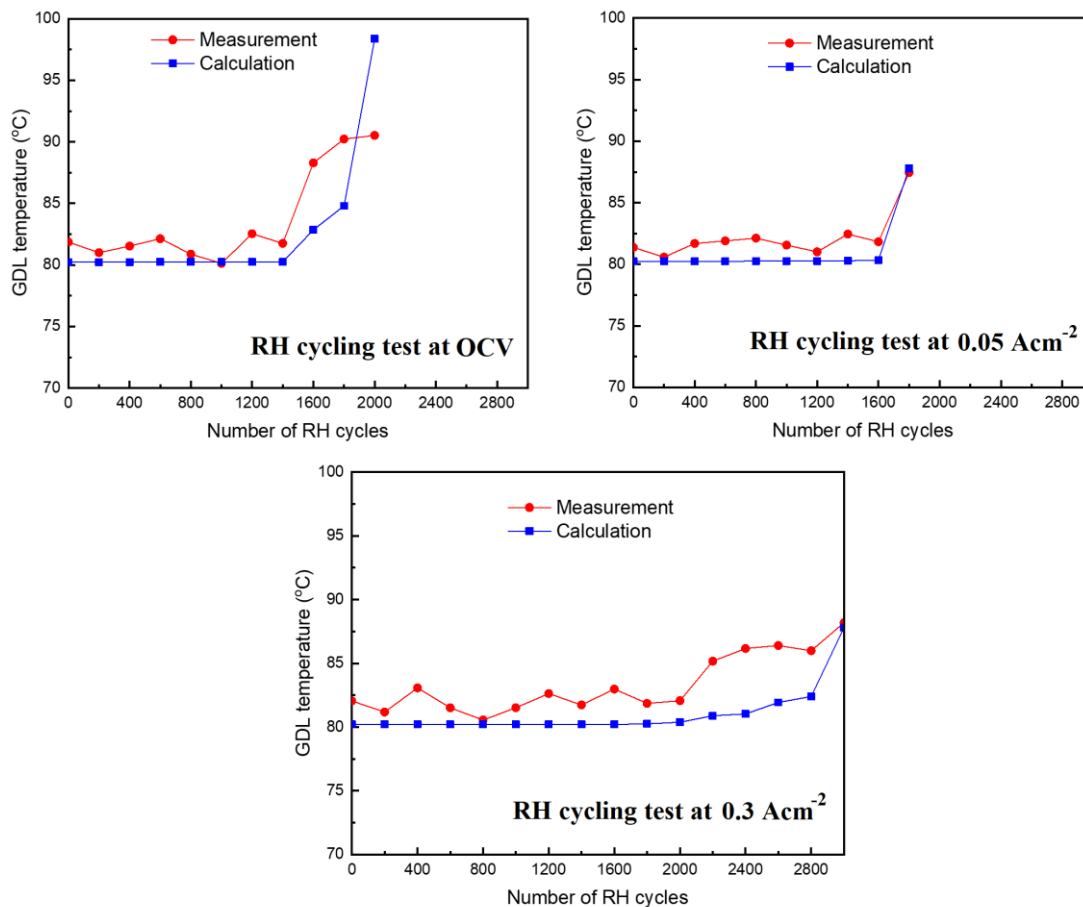 100
95
90
85
80
75
70
GDL temperature (°C)
Measurement
Calculation
RH cycling test at OCV
0 400 800 1200 1600 2000 2400 2800
Number of RH cycles
100
95
90
85
80
75
70
GDL temperature (°C)
Measurement
Calculation
RH cycling test at 0.05 Acm⁻²
0 400 800 1200 1600 2000 2400 2800
Number of RH cycles
100
95
90
85
80
75
70
GDL temperature (°C)
Measurement
Calculation
RH cycling test at 0.3 Acm⁻²
0 400 800 1200 1600 2000 2400 2800
Number of RH cycles